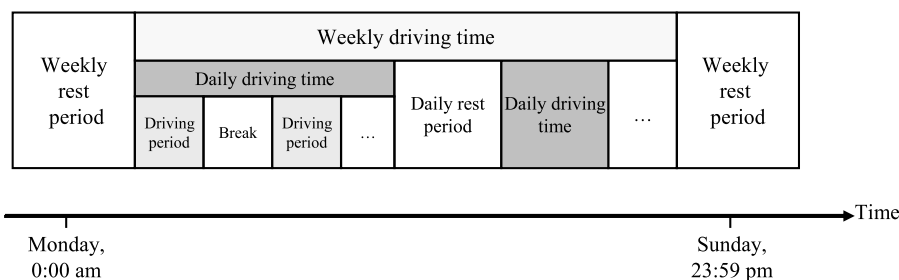 Weekly
rest
period
Weekly driving time
Daily driving time
Driving
period
Break
Driving
period
...
Daily rest
period
Daily driving
time
...
Weekly
rest
period
Time
Monday,
0:00 am
Sunday,
23:59 pm